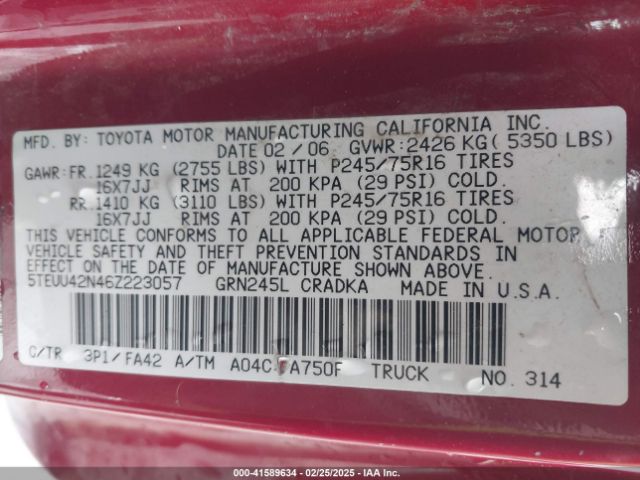 MFD. BY: TOYOTA MOTOR MANUFACTURING CALIFORNIA INC.
DATE 02 / 06 GVWR: 2426 KG ( 5350 LBS)
GAWR: FR. 1249 KG (2755 LBS) WITH P245/75R16 TIRES
16X7JJ RIMS AT 200 KPA (29 PSI) COLD.
RR. 1410 KG (3110 LBS) WITH P245/75R16 TIRES
16X7JJ RIMS AT 200 KPA (29 PSI) COLD.
THIS VEHICLE CONFORMS TO ALL APPLICABLE FEDERAL MOTOR
VEHICLE SAFETY AND THEFT PREVENTION STANDARDS IN
EFFECT ON THE DATE OF MANUFACTURE SHOWN ABOVE.
5TEUU42N46Z223057 GRN245L CRADKA MADE IN U.S.A.
C/TR 3P1/FA42 A/TM A04C/A750F TRUCK NO. 314
000-41589634 / 02/25/2025 / IAA Inc.